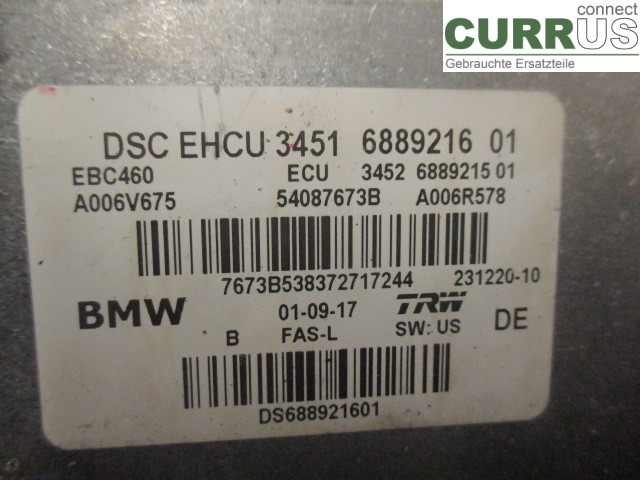 connect
CURRUS
Gebrauchte Ersatzteile
DSC EHCU 3451 6889216 01
EBC460 ECU 3452 6889215 01
A006V675 54087673B A006R578
7673B538372717244 231220-10
BMW 01-09-17 TRW DE
B FAS-L SW: US
DS688921601